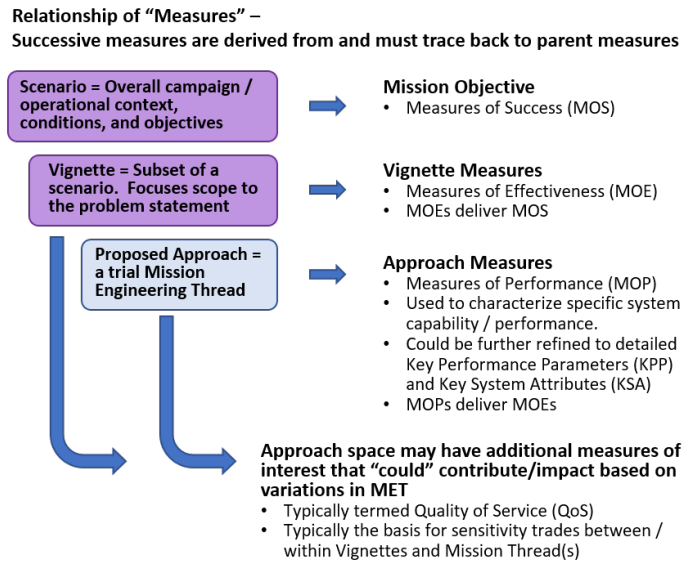 Relationship of “Measures” –
Successive measures are derived from and must trace back to parent measures
Scenario = Overall campaign /
operational context,
conditions, and objectives
Mission Objective
• Measures of Success (MOS)
Vignette = Subset of a
scenario.  Focuses scope to
the problem statement
Vignette Measures
• Measures of Effectiveness (MOE)
• MOEs deliver MOS
Proposed Approach =
a trial Mission
Engineering Thread
Approach Measures
• Measures of Performance (MOP)
• Used to characterize specific system
capability / performance.
• Could be further refined to detailed
Key Performance Parameters (KPP)
and Key System Attributes (KSA)
• MOPs deliver MOEs
Approach space may have additional measures of
interest that “could” contribute/impact based on
variations in MET
• Typically termed Quality of Service (QoS)
• Typically the basis for sensitivity trades between /
within Vignettes and Mission Thread(s)